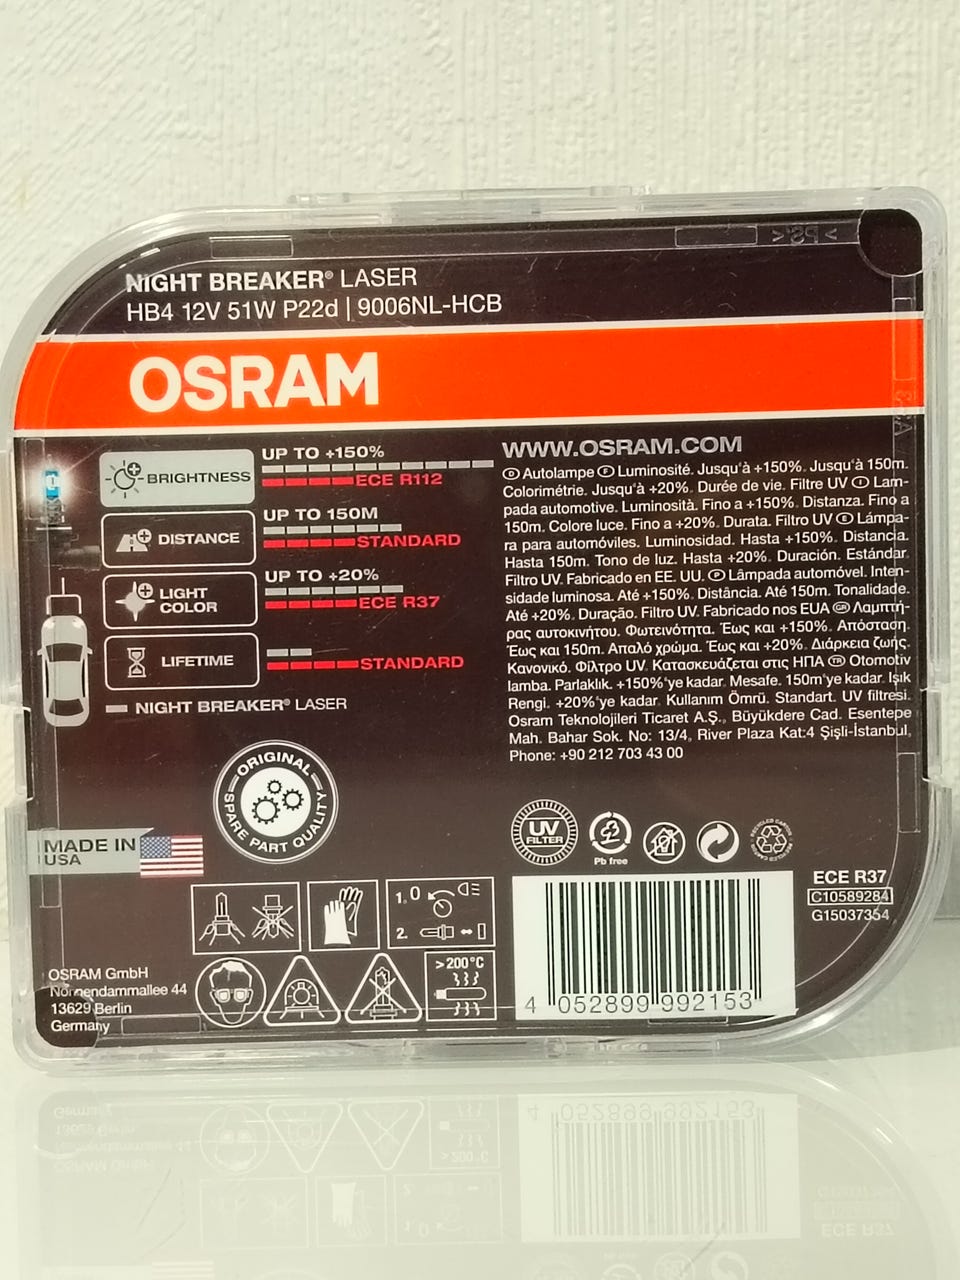 NIGHT BREAKER® LASER
HB4 12V 51W P22d | 9006NL-HCB
OSRAM
BRIGHTNESS
UP TO +150%
ECE R112
DISTANCE
UP TO 150M
STANDARD
LIGHT
COLOR
UP TO +20%
ECE R37
LIFETIME
STANDARD
NIGHT BREAKER® LASER
WWW.OSRAM.COM
Ⓓ Autolampe Ⓕ Luminosité. Jusqu'à +150%. Jusqu'à 150m.
Colorimétrie. Jusqu'à +20%. Durée de vie. Filtre UV Ⓘ Lam-
pada automotive. Luminosità. Fino a +150%. Distanza. Fino a
150m. Colore luce. Fino a +20%. Durata. Filtro UV Ⓔ Lámpa-
ra para automóviles. Luminosidad. Hasta +150%. Distancia.
Hasta 150m. Tono de luz. Hasta +20%. Duración. Estándar.
Filtro UV. Fabricado en EE. UU. Ⓟ Lâmpada automóvel. Inten-
sidade luminosa. Até +150%. Distância. Até 150m. Tonalidade.
Até +20%. Duração. Filtro UV. Fabricado nos EUA GR Λαμπτή-
ρας αυτοκινήτου. Φωτεινότητα. Έως και +150%. Απόσταση.
Έως και 150m. Απαλό χρώμα. Έως και +20%. Διάρκεια ζωής.
Κανονικό. Φίλτρο UV. Κατασκευάζεται στις ΗΠΑ TR Otomotiv
lamba. Parlaklık. +150%'ye kadar. Mesafe. 150m'ye kadar. Işık
Rengi. +20%'ye kadar. Kullanım Ömrü. Standart. UV filtresi.
Osram Teknolojileri Ticaret A.Ş., Büyükdere Cad. Esentepe
Mah. Bahar Sok. No: 13/4, River Plaza Kat:4 Şişli-İstanbul,
Phone: +90 212 703 43 00
ORIGINAL
SPARE PART QUALITY
MADE IN
USA
UV
FILTER
Pb free
RECYCLED CARTON
ECE R37
C10589284
G15037354
1. 0
2.
>200°C
4 052899 992153
OSRAM GmbH
Nonnendammallee 44
13629 Berlin
Germany
>PS<